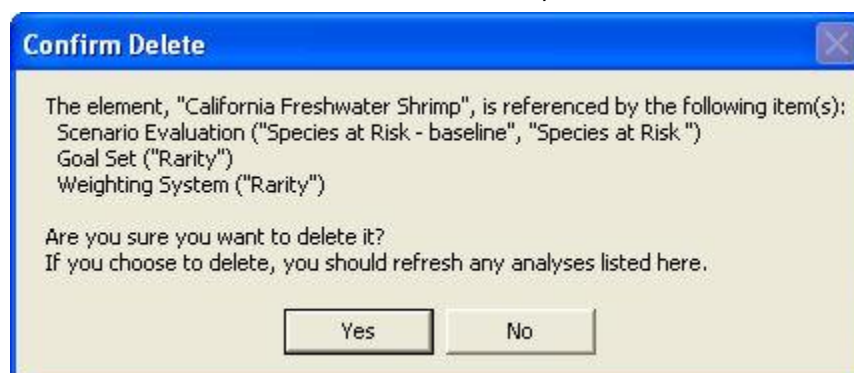 Confirm Delete
The element, "California Freshwater Shrimp", is referenced by the following item(s):
Scenario Evaluation ("Species at Risk - baseline", "Species at Risk ")
Goal Set ("Rarity")
Weighting System ("Rarity")
Are you sure you want to delete it?
If you choose to delete, you should refresh any analyses listed here.
Yes No